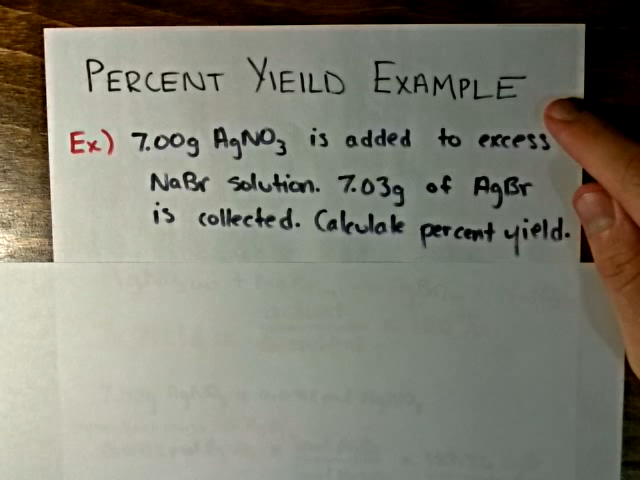 PERCENT YIEILD EXAMPLE
Ex) 7.00g AgNO₃ is added to excess
NaBr solution. 7.03g of AgBr
is collected. Calculate percent yield.